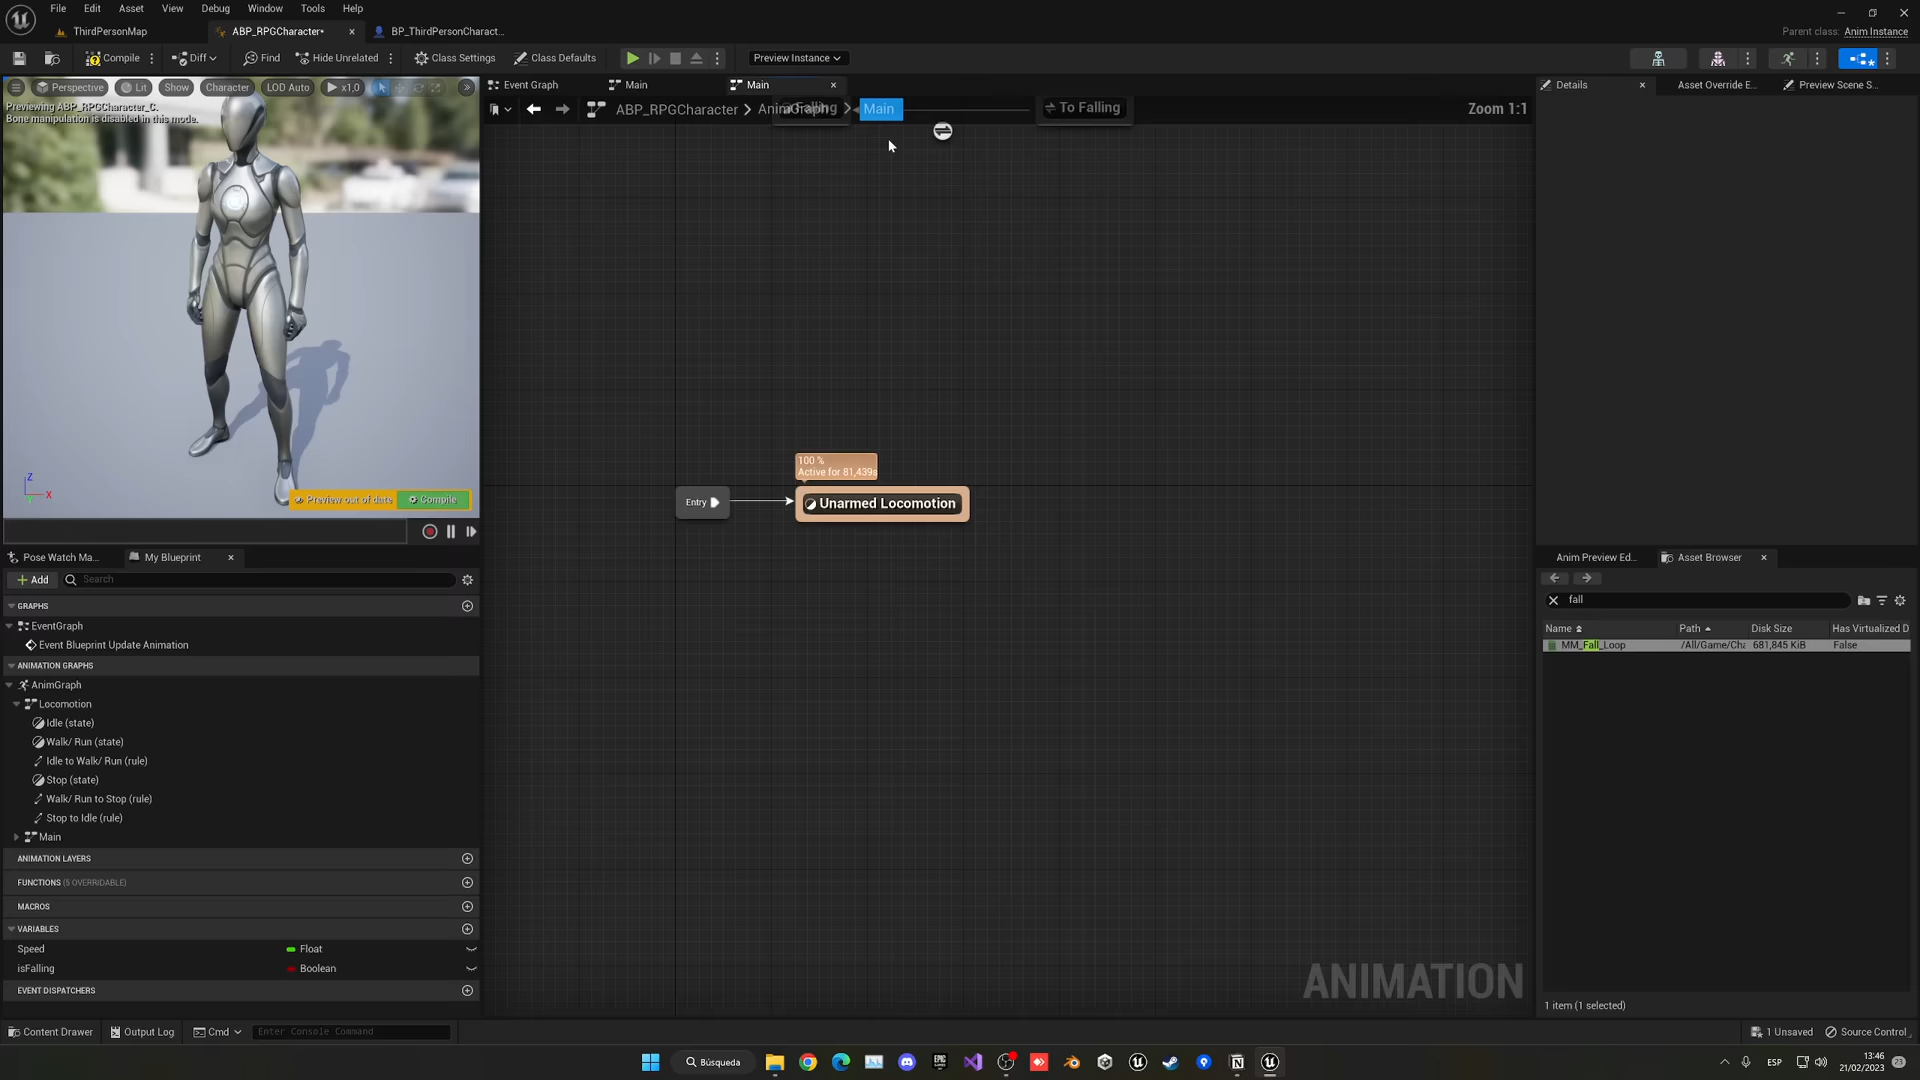 File Edit Asset View Debug Window Tools Help
ThirdPersonMap
ABP_RPGCharacter*
BP_ThirdPersonCharact...
Parent class: Anim Instance
Compile
Diff
Find
Hide Unrelated
Class Settings
Class Defaults
Preview Instance
Perspective
Lit
Show
Character
LOD Auto
x1,0
Previewing ABP_RPGCharacter_C.
Bone manipulation is disabled in this mode.
Z
X
Preview out of date
Compile
Event Graph
Main
Main
ABP_RPGCharacter > AnimGraph > Main
Falling
To Falling
Zoom 1:1
100 %
Active for 81,439s
Entry
Unarmed Locomotion
ANIMATION
Details
Asset Override E...
Preview Scene S...
Pose Watch Ma...
My Blueprint
Add
Search
GRAPHS
EventGraph
Event Blueprint Update Animation
ANIMATION GRAPHS
AnimGraph
Locomotion
Idle (state)
Walk/ Run (state)
Idle to Walk/ Run (rule)
Stop (state)
Walk/ Run to Stop (rule)
Stop to Idle (rule)
Main
ANIMATION LAYERS
FUNCTIONS (5 OVERRIDABLE)
MACROS
VARIABLES
Speed Float
isFalling Boolean
EVENT DISPATCHERS
Anim Preview Ed...
Asset Browser
fall
Name Path Disk Size Has Virtualized D
MM_Fall_Loop /All/Game/Cha 681,845 KiB False
1 item (1 selected)
Content Drawer
Output Log
Cmd
Enter Console Command
1 Unsaved
Source Control
Búsqueda
ESP
13:46
21/02/2023
23